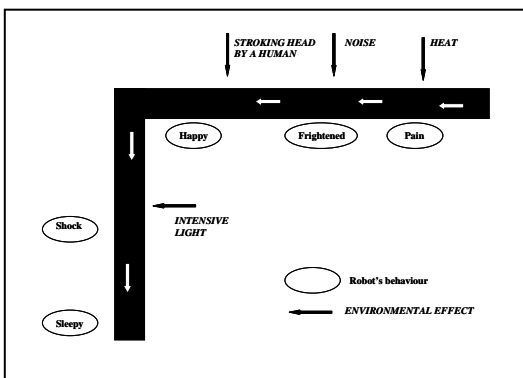 STROKING HEAD
BY A HUMAN
NOISE
HEAT
Happy
Frightened
Pain
Shock
INTENSIVE
LIGHT
Robot's behaviour
ENVIRONMENTAL EFFECT
Sleepy